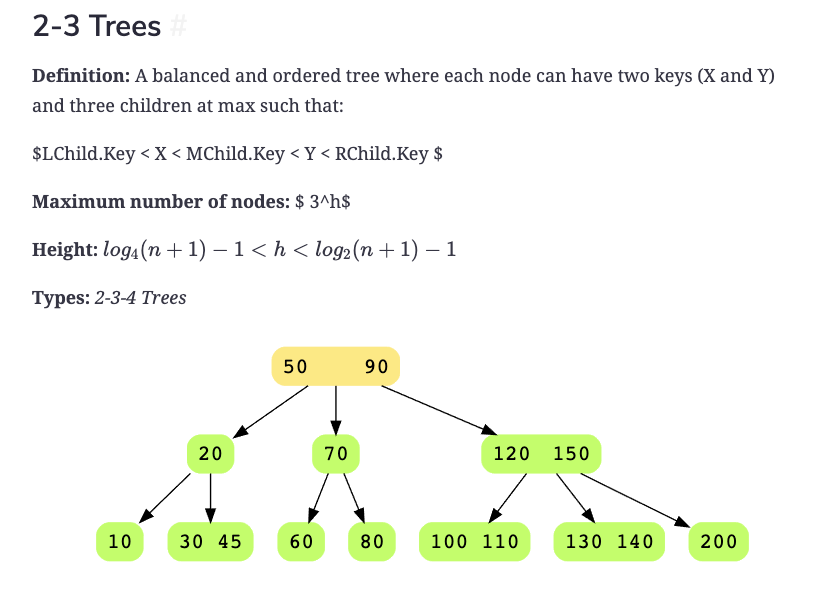 2-3 Trees #
Definition: A balanced and ordered tree where each node can have two keys (X and Y)
and three children at max such that:
$LChild.Key < X < MChild.Key < Y < RChild.Key $
Maximum number of nodes: $ 3^h$
Height: log₄(n + 1) − 1 < h < log₂(n + 1) − 1
Types: 2-3-4 Trees
50 90
20 70 120 150
10 30 45 60 80 100 110 130 140 200